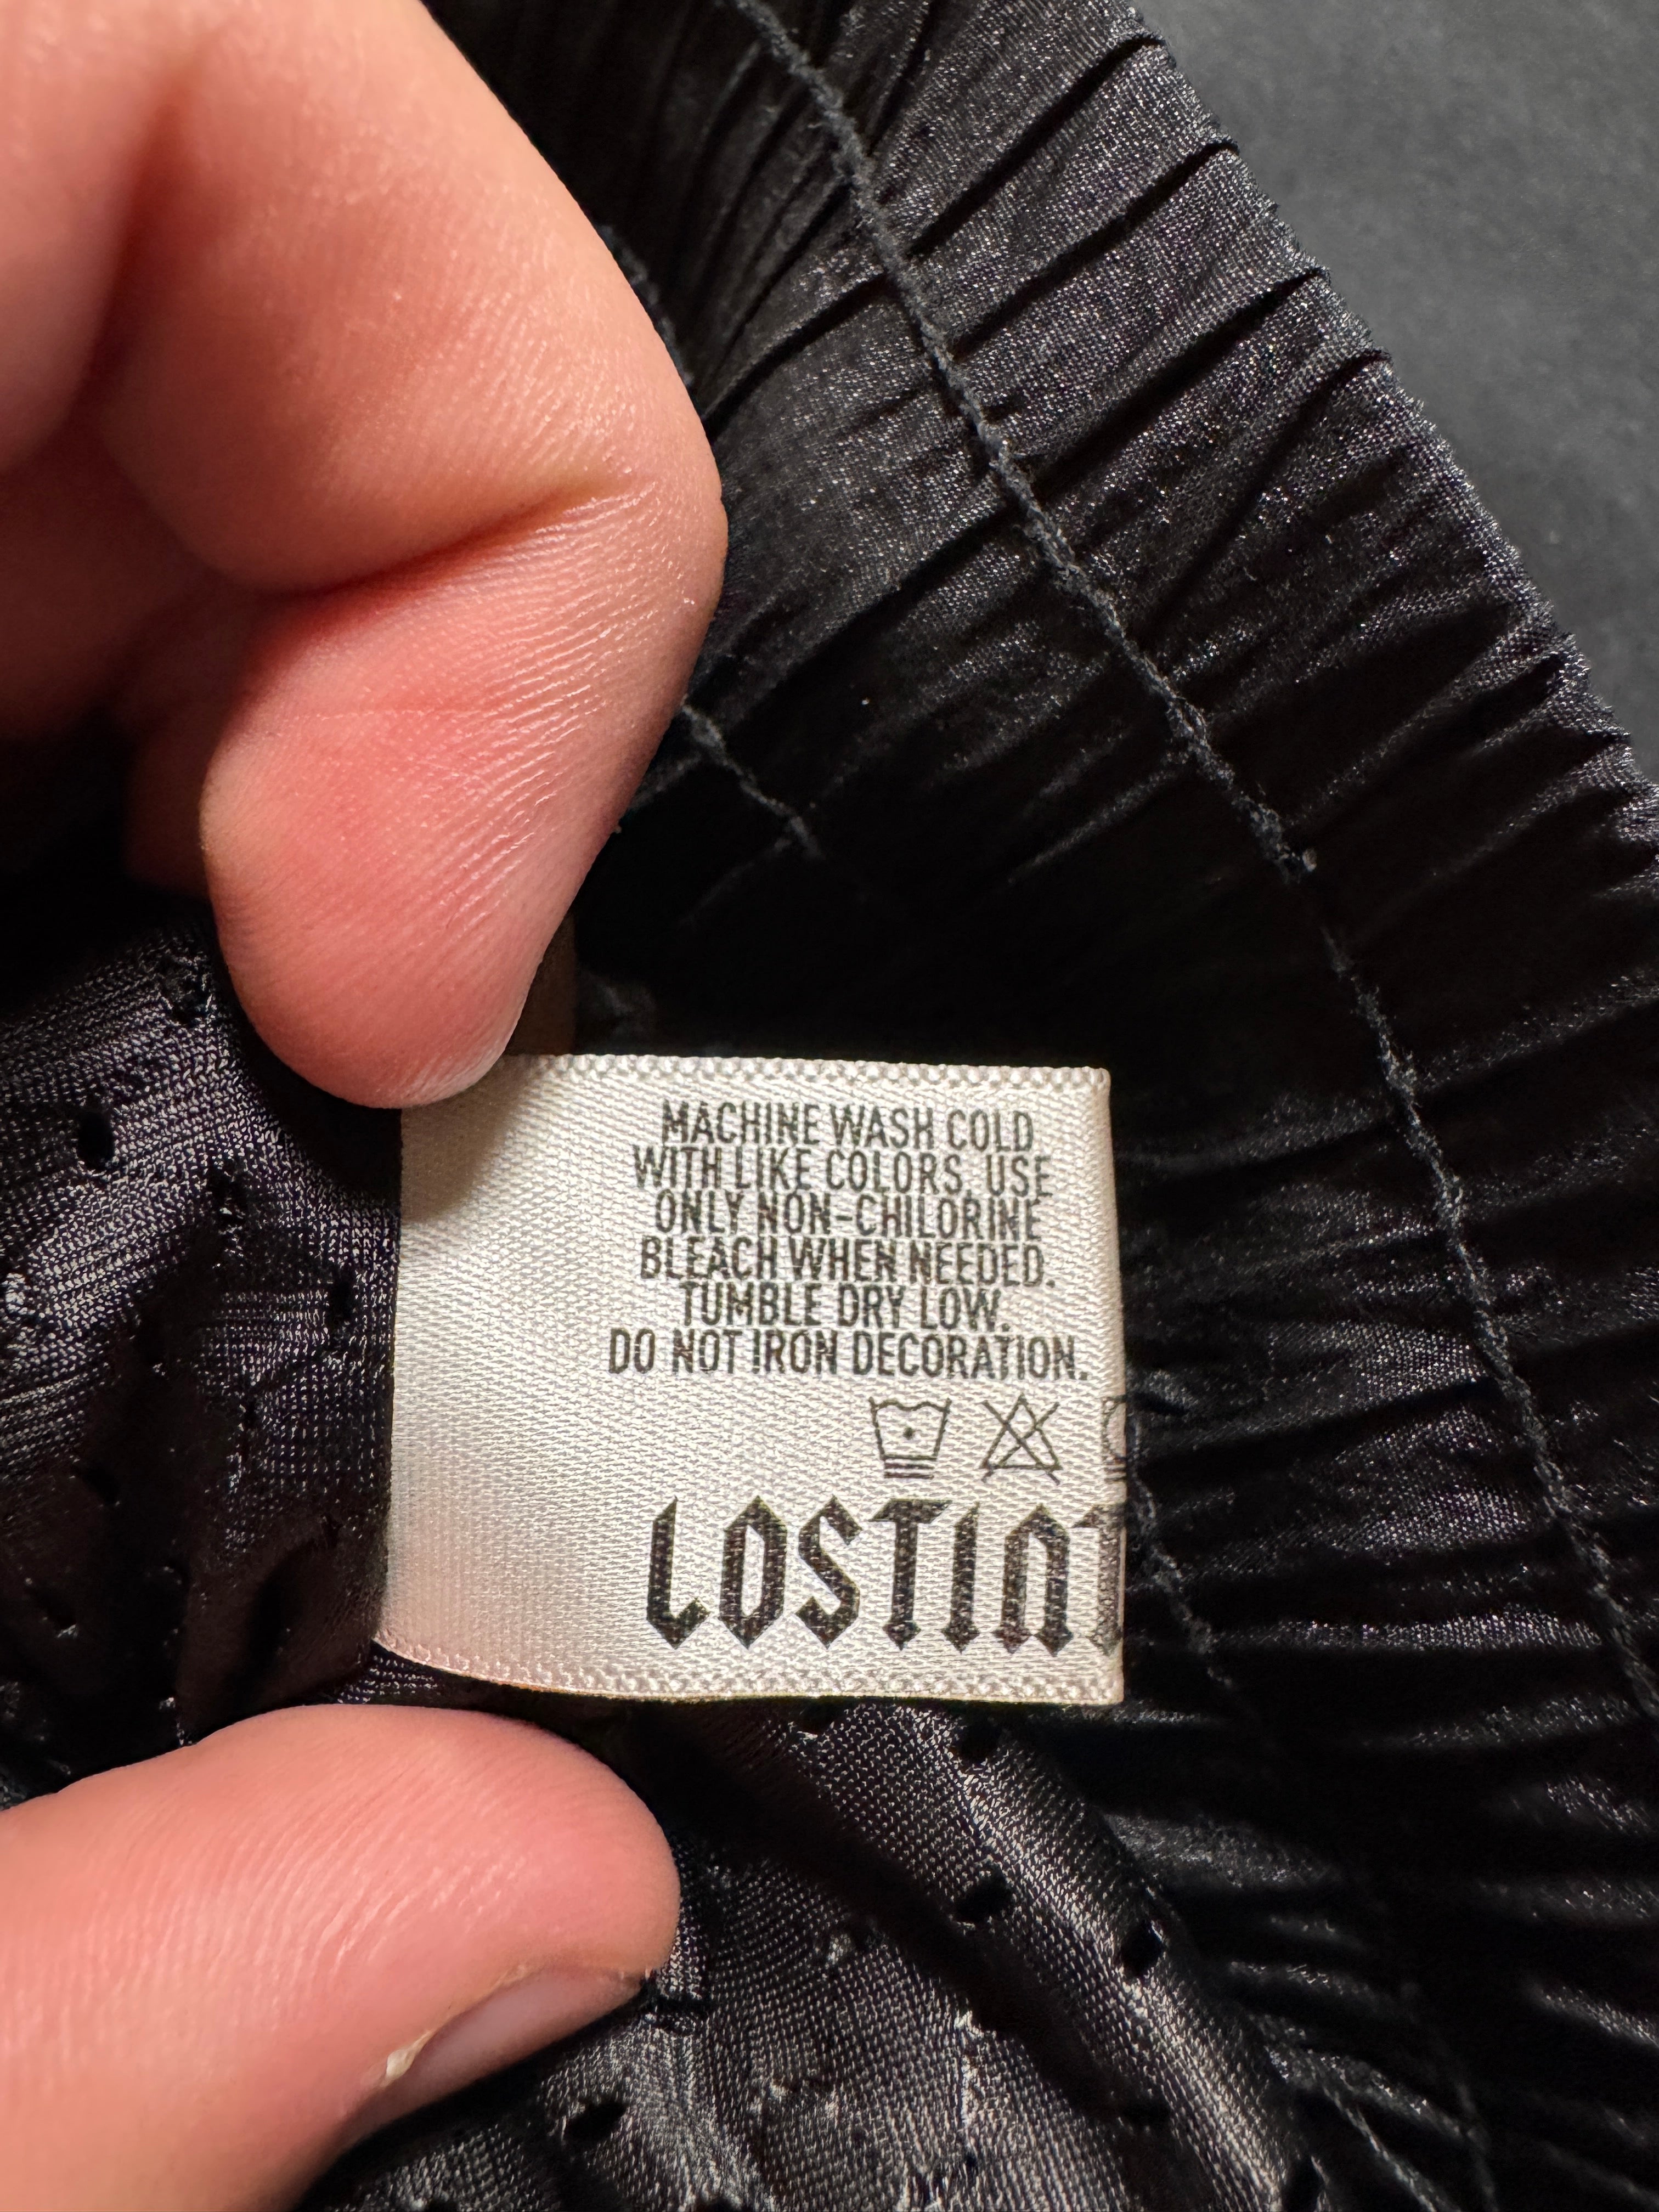 MACHINE WASH COLD
WITH LIKE COLORS, USE
ONLY NON-CHILORINE
BLEACH WHEN NEEDED.
TUMBLE DRY LOW.
DO NOT IRON DECORATION.
LOSTINT